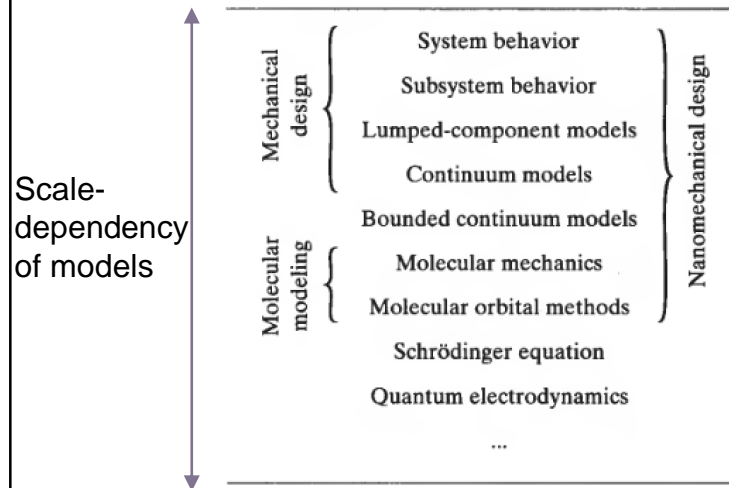 Scale-
dependency
of models
Mechanical
design
Molecular
modeling
System behavior
Subsystem behavior
Lumped-component models
Continuum models
Bounded continuum models
Molecular mechanics
Molecular orbital methods
Schrödinger equation
Quantum electrodynamics
...
Nanomechanical design